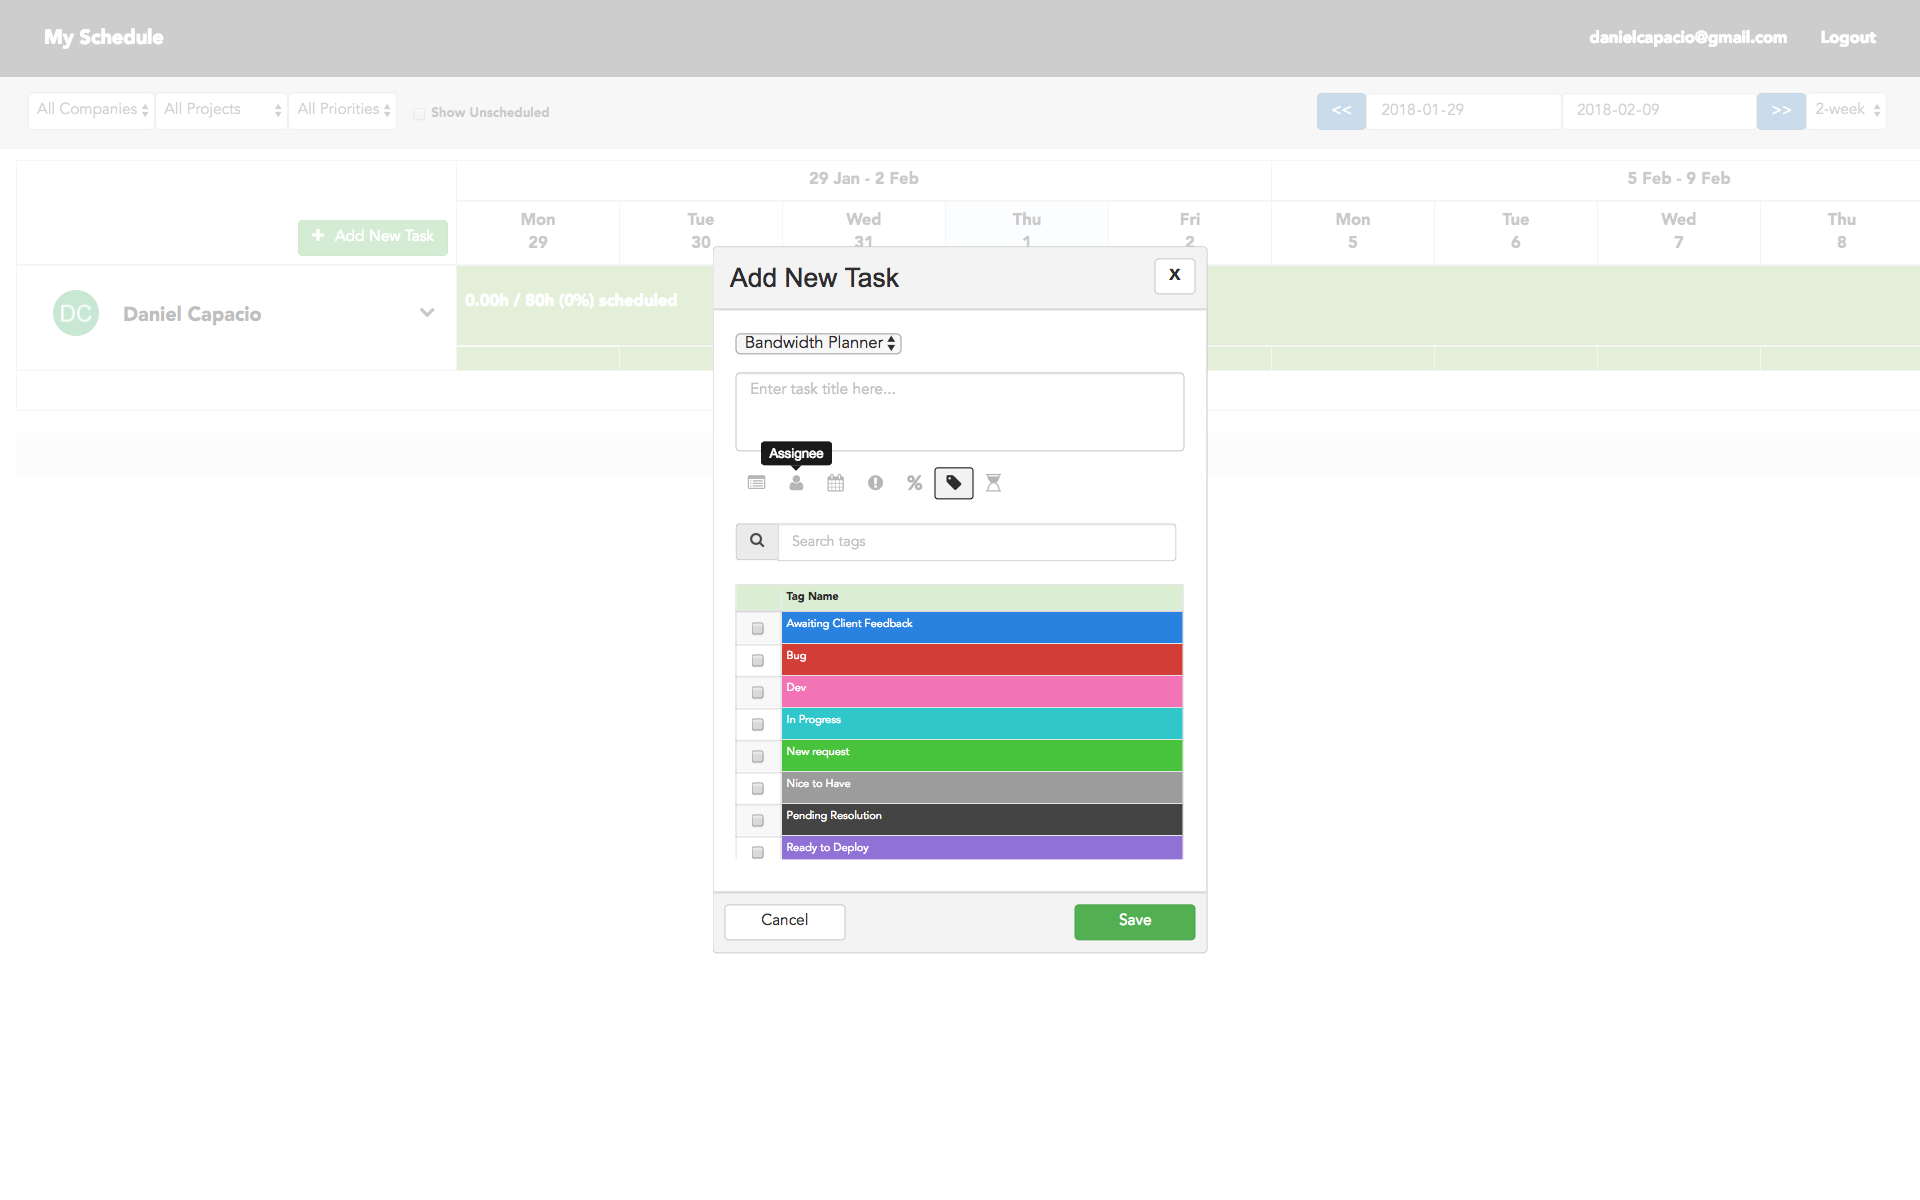 My Schedule
danielcapacio@gmail.com Logout
All Companies All Projects All Priorities Show Unscheduled << 2018-01-29 2018-02-09 >> 2-week
29 Jan - 2 Feb 5 Feb - 9 Feb
+ Add New Task
Mon Tue Wed Thu Fri Mon Tue Wed Thu
29 30 31 1 2 5 6 7 8
DC Daniel Capacio
0.00h / 80h (0%) scheduled
Add New Task X
Bandwidth Planner
Enter task title here...
Assignee
%
Search tags
Tag Name
Awaiting Client Feedback
Bug
Dev
In Progress
New request
Nice to Have
Pending Resolution
Ready to Deploy
Cancel Save